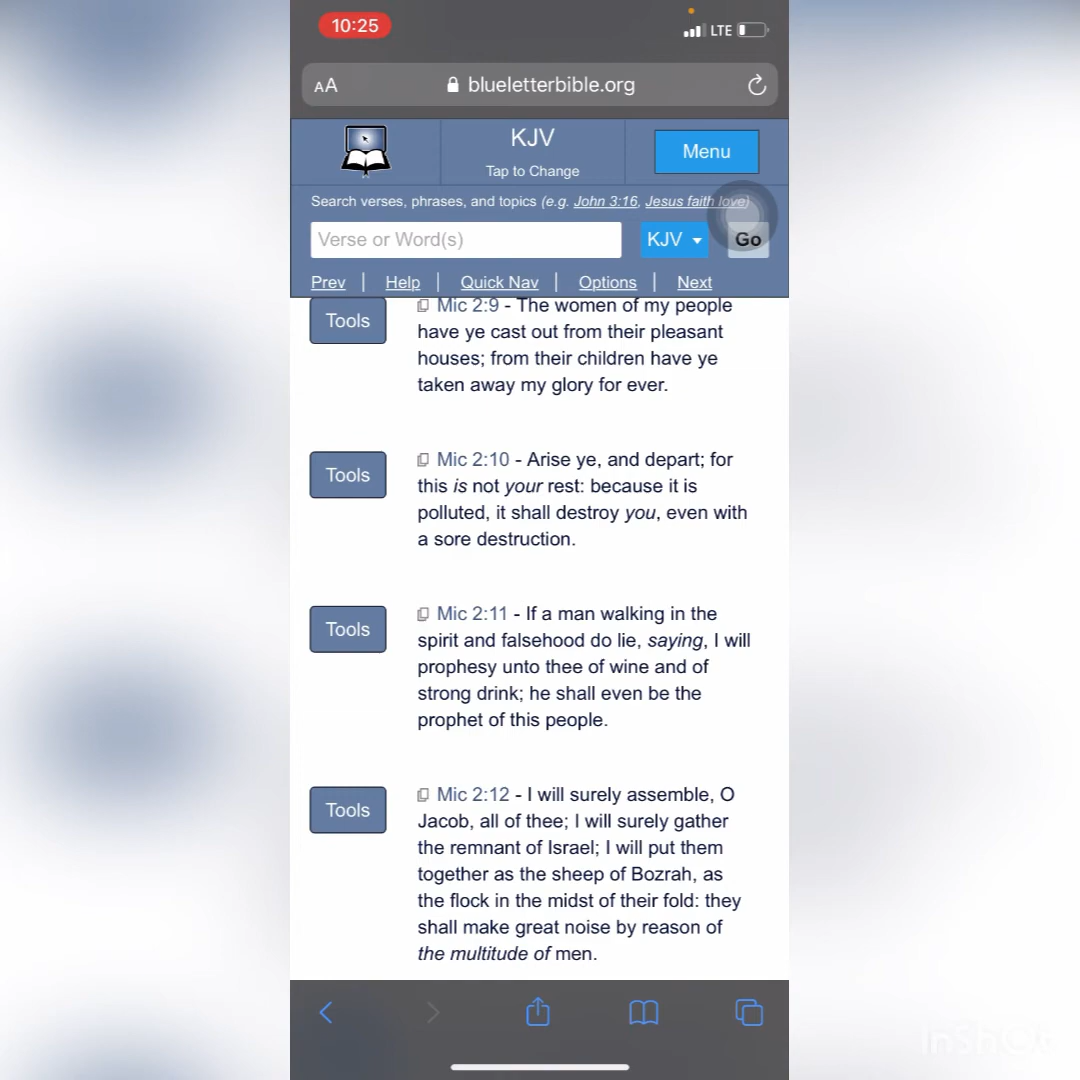 10:25
LTE
AA
blueletterbible.org
KJV
Tap to Change
Menu
Search verses, phrases, and topics (e.g. John 3:16, Jesus faith love)
Verse or Word(s)
KJV
Go
Prev | Help | Quick Nav | Options | Next
Tools
Mic 2:9 - The women of my people
have ye cast out from their pleasant
houses; from their children have ye
taken away my glory for ever.
Tools
Mic 2:10 - Arise ye, and depart; for
this is not your rest: because it is
polluted, it shall destroy you, even with
a sore destruction.
Tools
Mic 2:11 - If a man walking in the
spirit and falsehood do lie, saying, I will
prophesy unto thee of wine and of
strong drink; he shall even be the
prophet of this people.
Tools
Mic 2:12 - I will surely assemble, O
Jacob, all of thee; I will surely gather
the remnant of Israel; I will put them
together as the sheep of Bozrah, as
the flock in the midst of their fold: they
shall make great noise by reason of
the multitude of men.
InShot